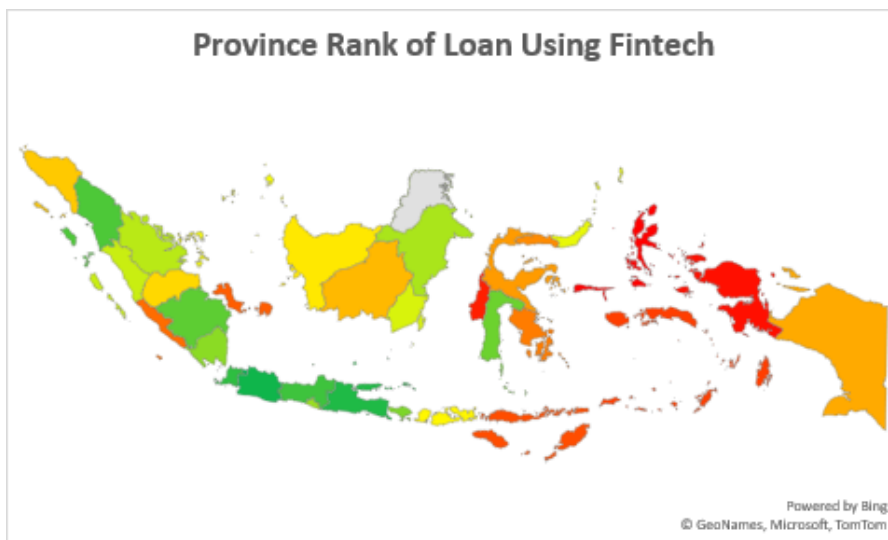 Province Rank of Loan Using Fintech
Powered by Bing
© GeoNames, Microsoft, TomTom